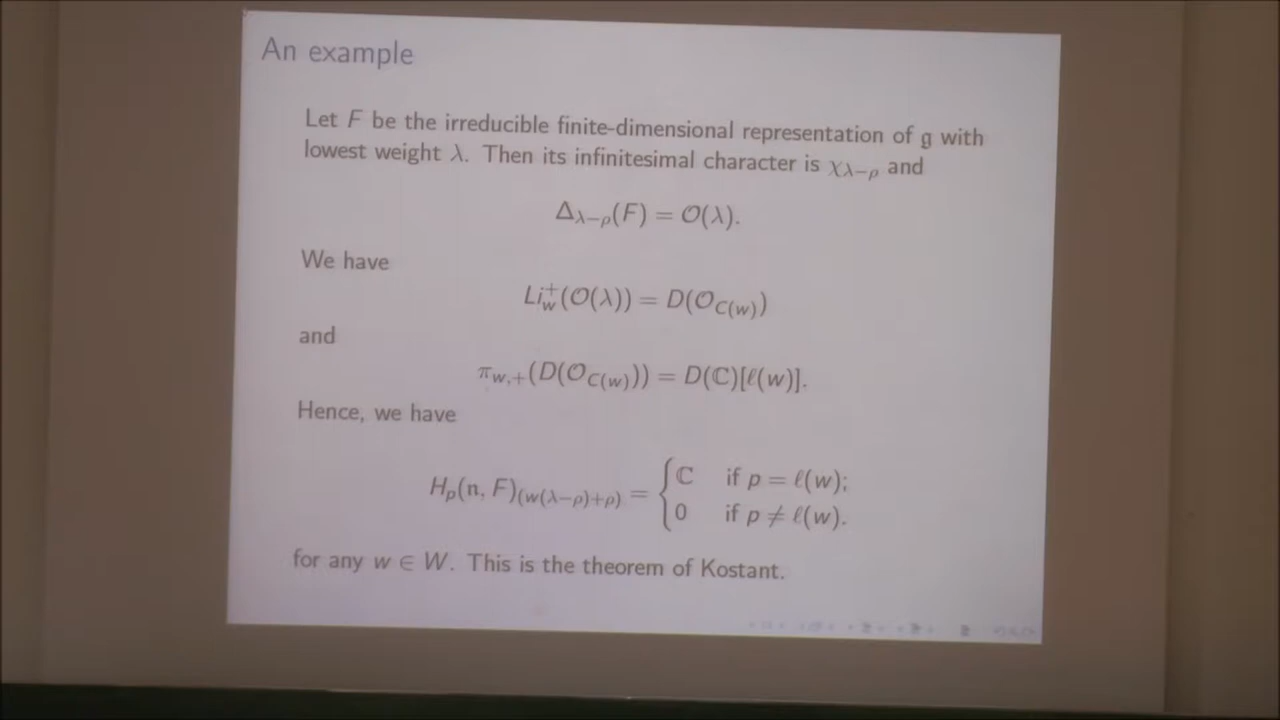 An example
Let F be the irreducible finite-dimensional representation of g with
lowest weight λ. Then its infinitesimal character is χ_{λ−ρ} and
Δ_{λ−ρ}(F) = 𝒪(λ).
We have
Li_w^+(𝒪(λ)) = D(𝒪_{C(w)})
and
π_{w,+}(D(𝒪_{C(w)})) = D(ℂ)[ℓ(w)].
Hence, we have
H_p(𝔫, F)_{(w(λ−ρ)+ρ)} = { ℂ if p = ℓ(w);
0 if p ≠ ℓ(w).
for any w ∈ W. This is the theorem of Kostant.